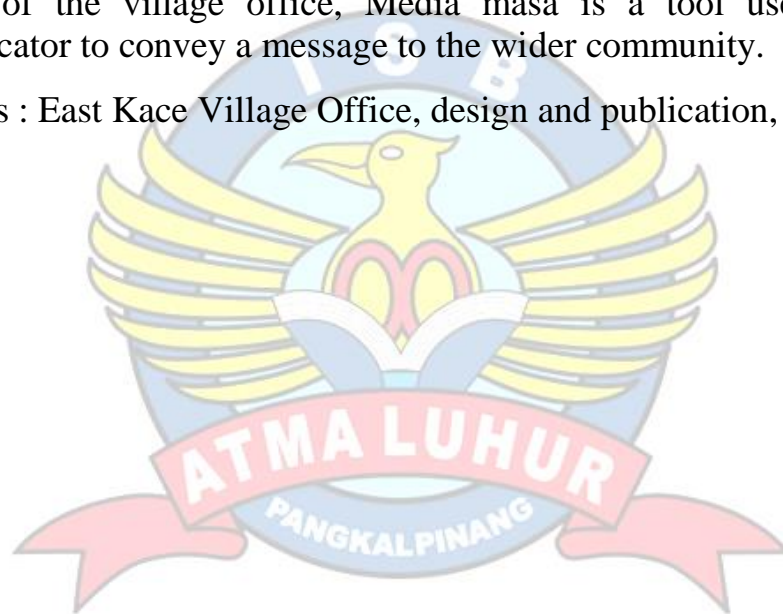 of the village office, Media masa is a tool use
cator to convey a message to the wider community.
s : East Kace Village Office, design and publication,
I S B
ATMA LUHUR
PANGKALPINANG